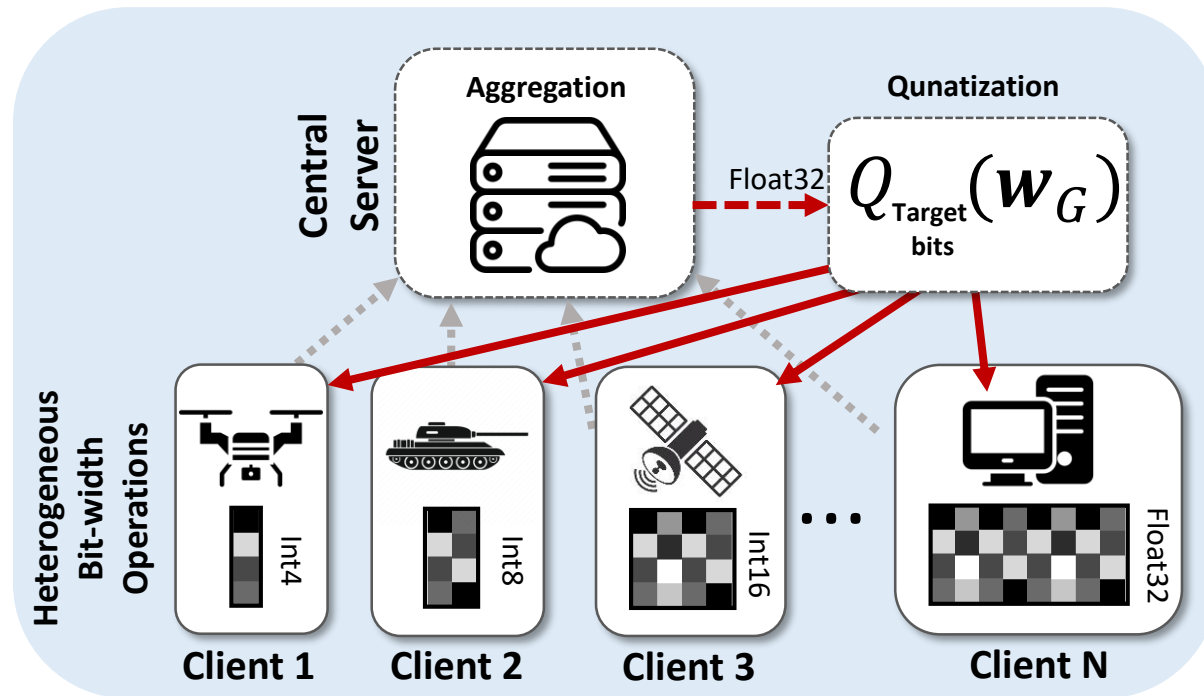 Central
Server
Aggregation
Float32
Qunatization
Q Target bits (w_G)
Heterogeneous
Bit-width
Operations
Int4
Int8
Int16
...
Float32
Client 1
Client 2
Client 3
Client N